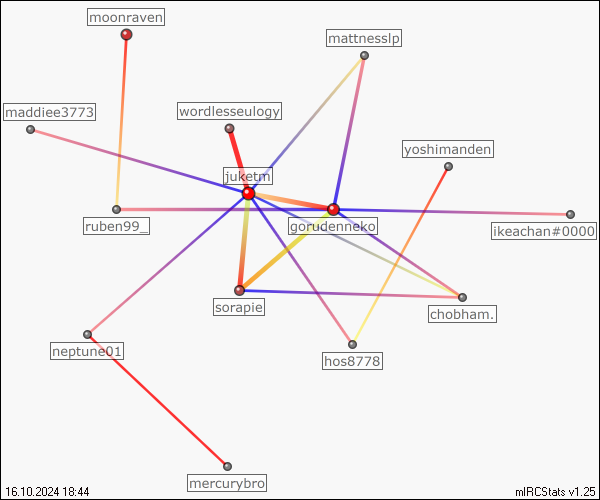 moonraven
mattnesslp
maddiee3773
wordlesseulogy
yoshimanden
juketm
ruben99_
gorudenneko
ikeachan#0000
sorapie
chobham.
neptune01
hos8778
mercurybro
16.10.2024 18:44
mIRCStats v1.25